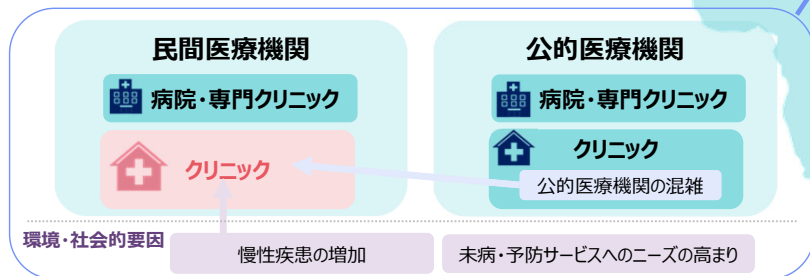 民間医療機関
病院・専門クリニック
クリニック
公的医療機関
病院・専門クリニック
クリニック
公的医療機関の混雑
環境・社会的要因
慢性疾患の増加
未病・予防サービスへのニーズの高まり